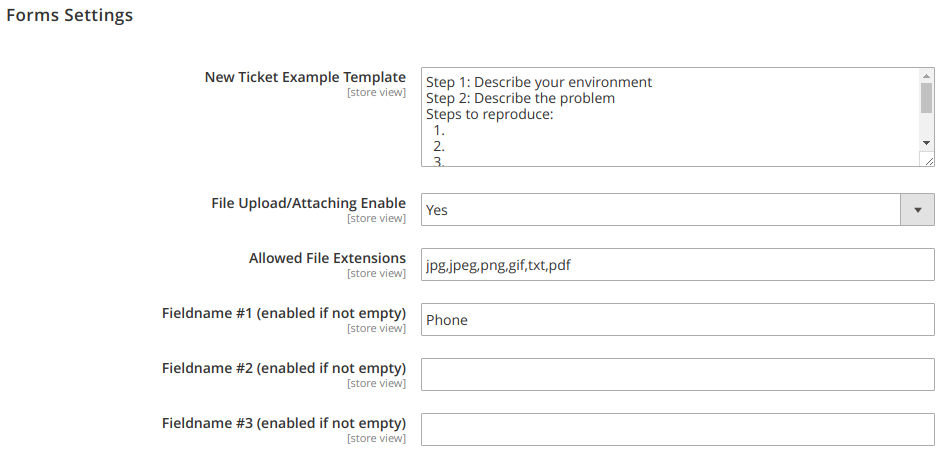 Forms Settings
New Ticket Example Template
[store view]
Step 1: Describe your environment
Step 2: Describe the problem
Steps to reproduce:
1.
2.
3.
File Upload/Attaching Enable
[store view]
Yes
Allowed File Extensions
[store view]
jpg,jpeg,png,gif,txt,pdf
Fieldname #1 (enabled if not empty)
[store view]
Phone
Fieldname #2 (enabled if not empty)
[store view]
Fieldname #3 (enabled if not empty)
[store view]